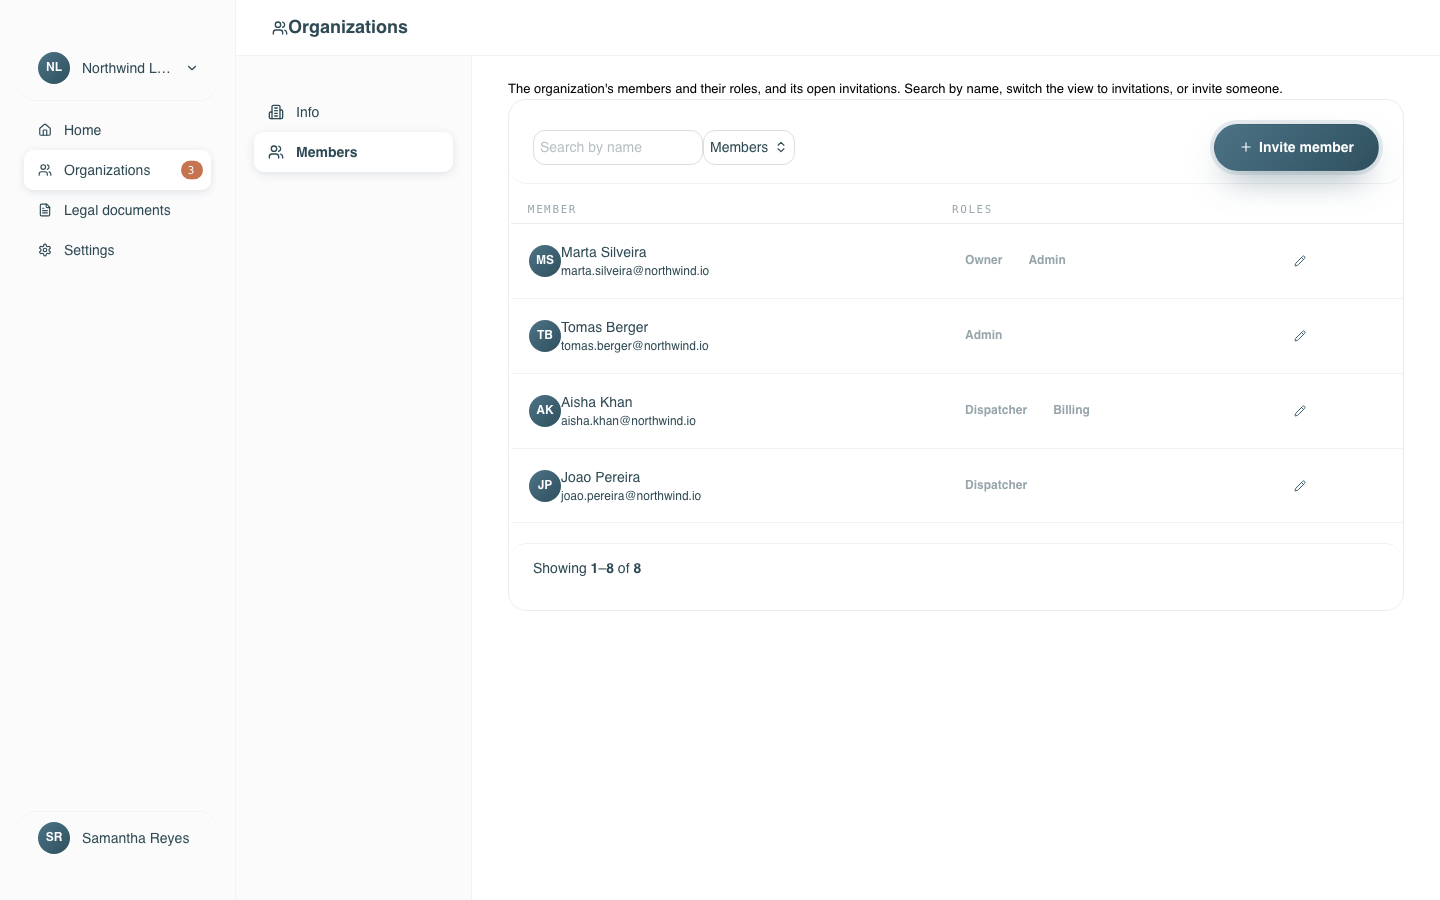 Organizations
NL
Northwind L...
Home
Organizations
3
Legal documents
Settings
SR
Samantha Reyes
Info
Members
The organization's members and their roles, and its open invitations. Search by name, switch the view to invitations, or invite someone.
Search by name
Members
Invite member
MEMBER
ROLES
MS
Marta Silveira
marta.silveira@northwind.io
Owner
Admin
TB
Tomas Berger
tomas.berger@northwind.io
Admin
AK
Aisha Khan
aisha.khan@northwind.io
Dispatcher
Billing
JP
Joao Pereira
joao.pereira@northwind.io
Dispatcher
Showing 1–8 of 8